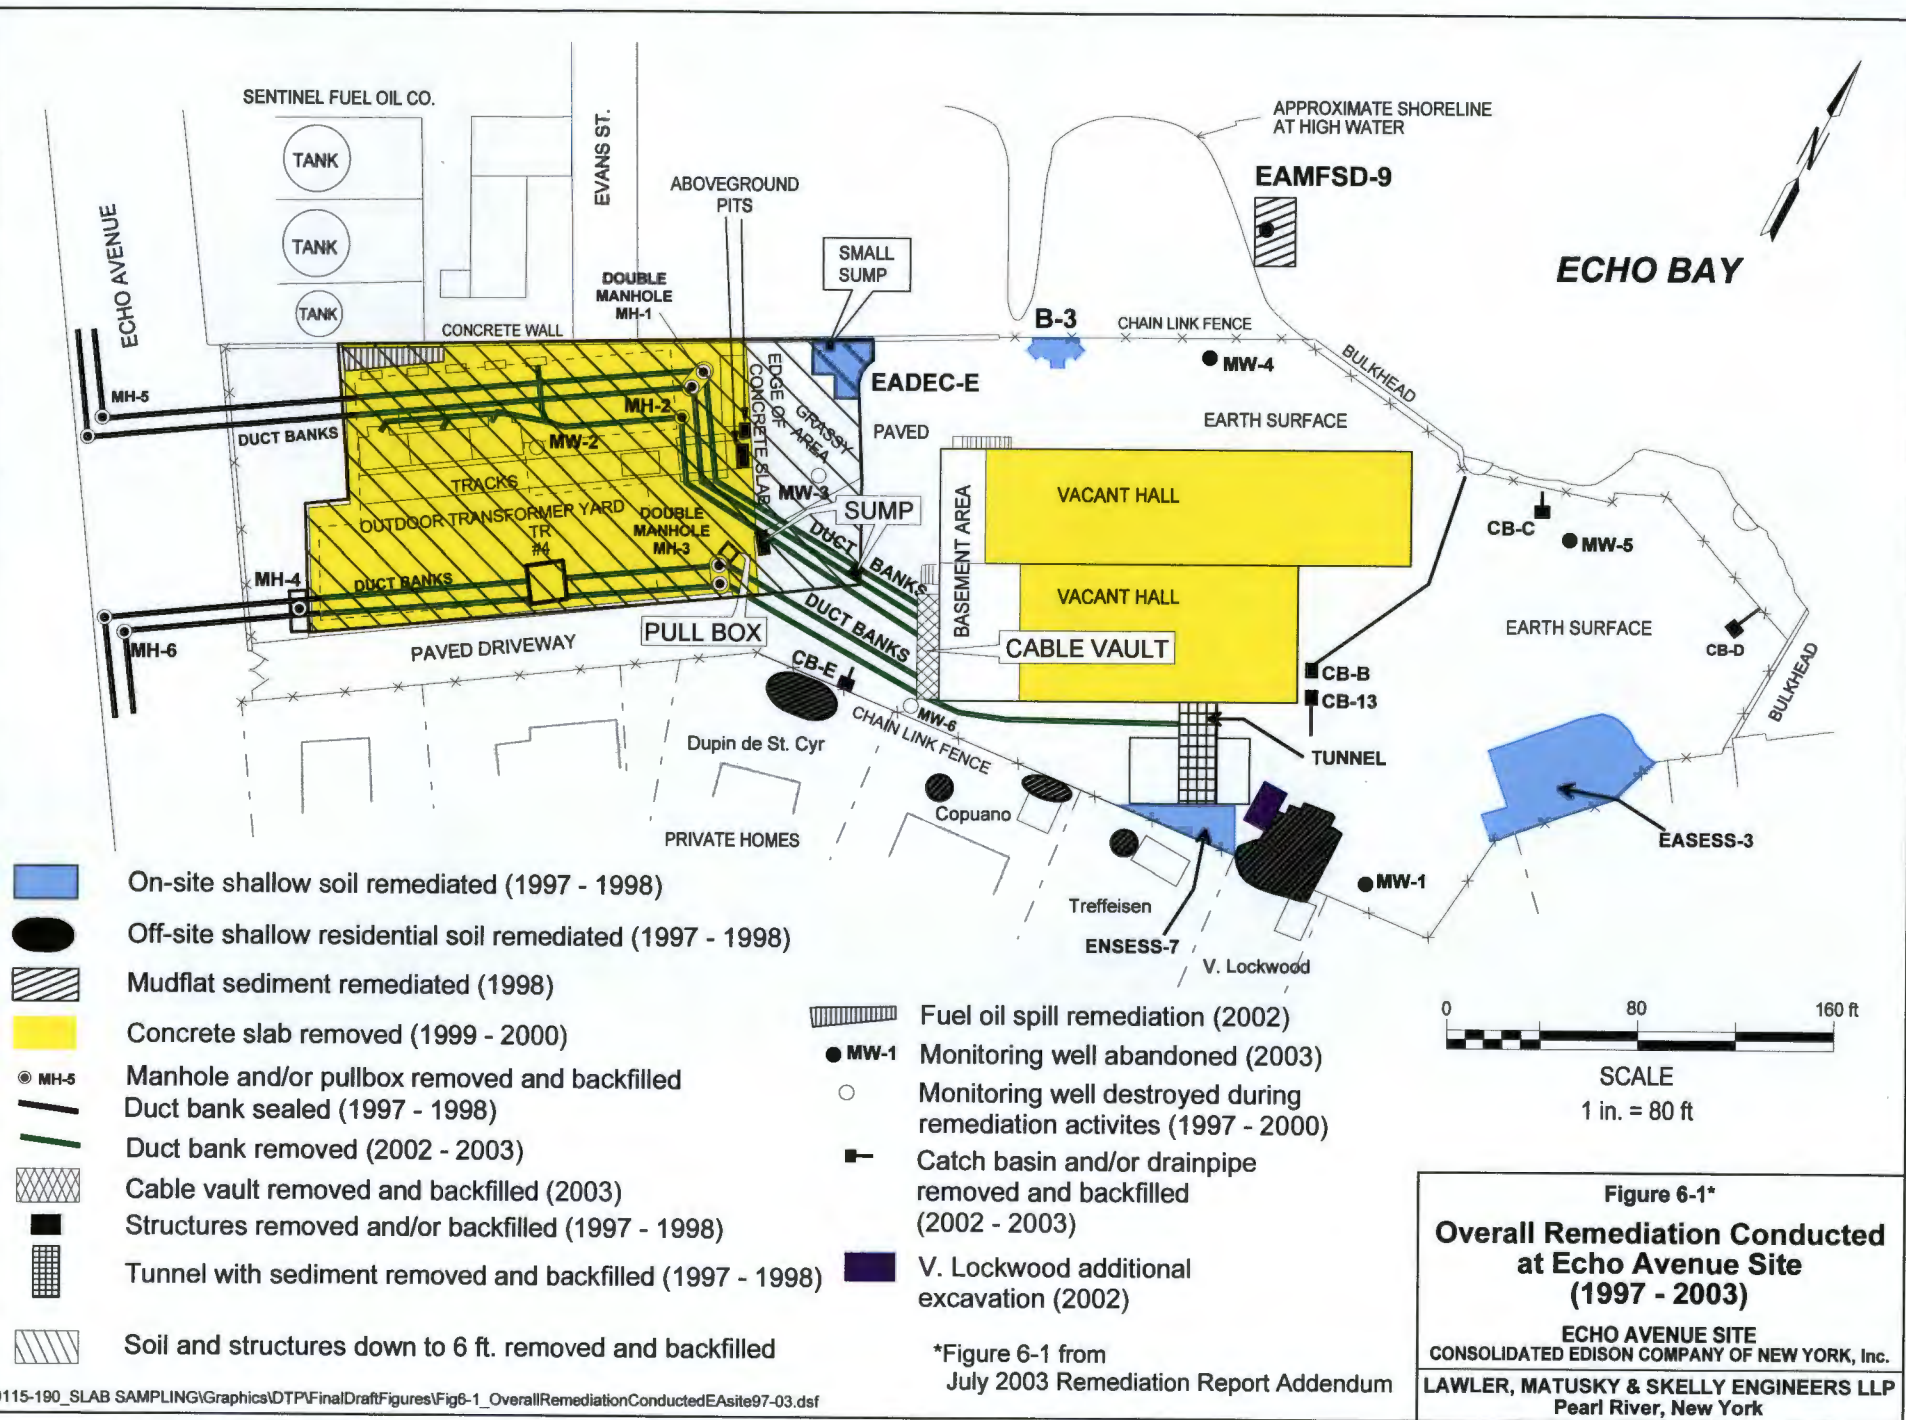 SENTINEL FUEL OIL CO.
TANK
TANK
TANK
ECHO AVENUE
EVANS ST.
ABOVEGROUND
PITS
SMALL
SUMP
DOUBLE
MANHOLE
MH-1
CONCRETE WALL
APPROXIMATE SHORELINE
AT HIGH WATER
EAMFSD-9
N
ECHO BAY
B-3
CHAIN LINK FENCE
MW-4
BULKHEAD
EADEC-E
EARTH SURFACE
PAVED
MH-5
DUCT BANKS
MH-2
MW-2
EDGE OF
CONCRETE SLAB
GRASSY
AREA
MW-3
TRACKS
OUTDOOR TRANSFORMER YARD
TR
#4
DOUBLE
MANHOLE
MH-3
SUMP
DUCT BANKS
BASEMENT AREA
VACANT HALL
VACANT HALL
CB-C
MW-5
MH-4
DUCT BANKS
DUCT BANKS
PULL BOX
CABLE VAULT
EARTH SURFACE
CB-D
BULKHEAD
MH-6
PAVED DRIVEWAY
CB-E
CB-B
CB-13
MW-6
CHAIN LINK FENCE
TUNNEL
Dupin de St. Cyr
Copuano
PRIVATE HOMES
EASESS-3
Treffeisen
MW-1
ENSESS-7
V. Lockwood
On-site shallow soil remediated (1997 - 1998)
Off-site shallow residential soil remediated (1997 - 1998)
Mudflat sediment remediated (1998)
Concrete slab removed (1999 - 2000)
MH-5 Manhole and/or pullbox removed and backfilled
Duct bank sealed (1997 - 1998)
Duct bank removed (2002 - 2003)
Cable vault removed and backfilled (2003)
Structures removed and/or backfilled (1997 - 1998)
Tunnel with sediment removed and backfilled (1997 - 1998)
Soil and structures down to 6 ft. removed and backfilled
Fuel oil spill remediation (2002)
MW-1 Monitoring well abandoned (2003)
Monitoring well destroyed during
remediation activites (1997 - 2000)
Catch basin and/or drainpipe
removed and backfilled
(2002 - 2003)
V. Lockwood additional
excavation (2002)
*Figure 6-1 from
July 2003 Remediation Report Addendum
0 80 160 ft
SCALE
1 in. = 80 ft
Figure 6-1*
Overall Remediation Conducted
at Echo Avenue Site
(1997 - 2003)
ECHO AVENUE SITE
CONSOLIDATED EDISON COMPANY OF NEW YORK, Inc.
LAWLER, MATUSKY & SKELLY ENGINEERS LLP
Pearl River, New York
0115-190_SLAB SAMPLING\Graphics\DTP\FinalDraftFigures\Fig6-1_OverallRemediationConductedEAsite97-03.dsf